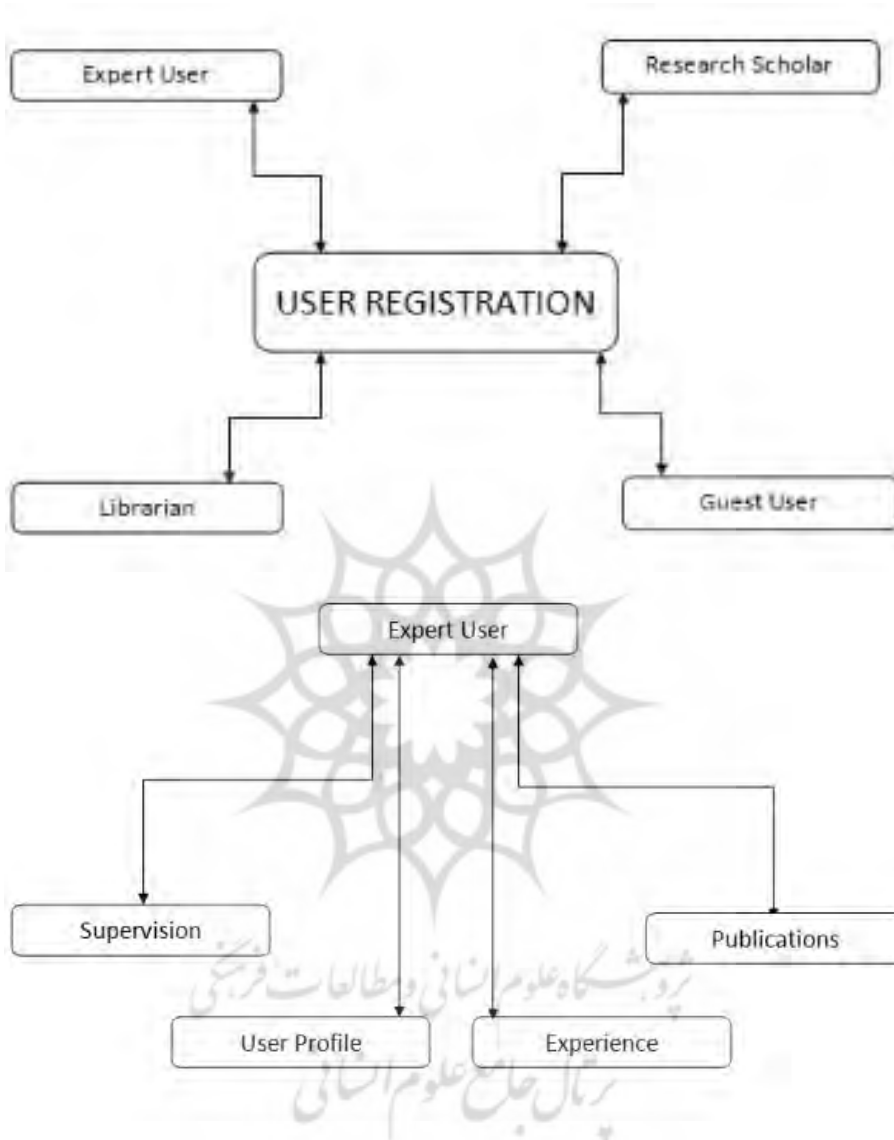 Expert User
Research Scholar
USER REGISTRATION
Librarian
Guest User
Expert User
Supervision
Publications
پژوهشگاه علوم انسانی و مطالعات فرهنگی
User Profile
Experience
پرتال جامع علوم انسانی